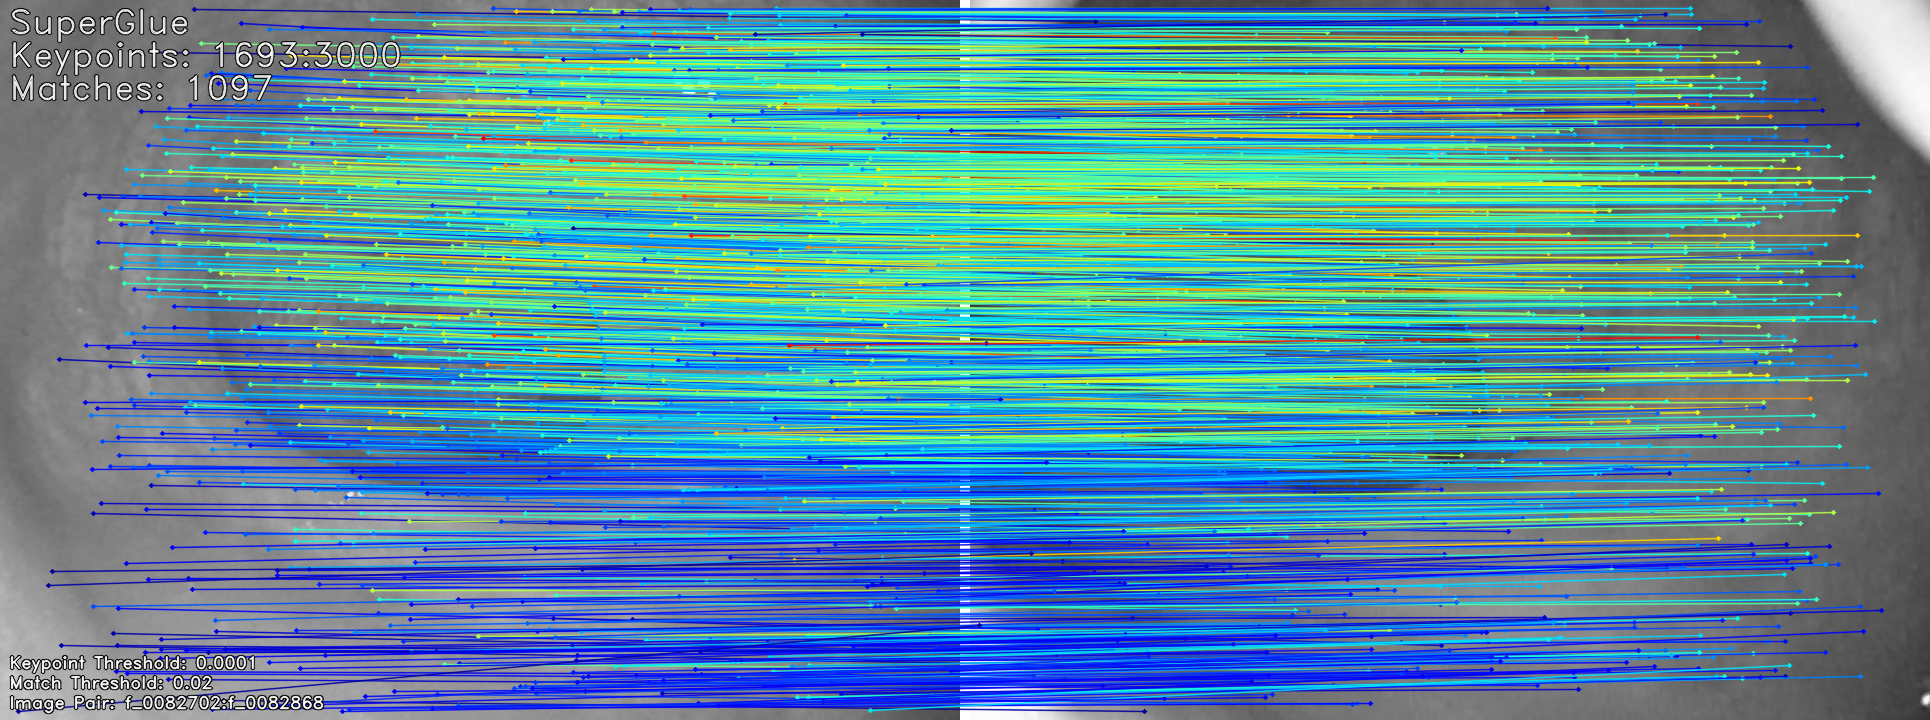 SuperGlue
Keypoints: 1693:3000
Matches: 1097
Keypoint Threshold: 0.0001
Match Threshold: 0.02
Image Pair: f_0082702:f_0082868